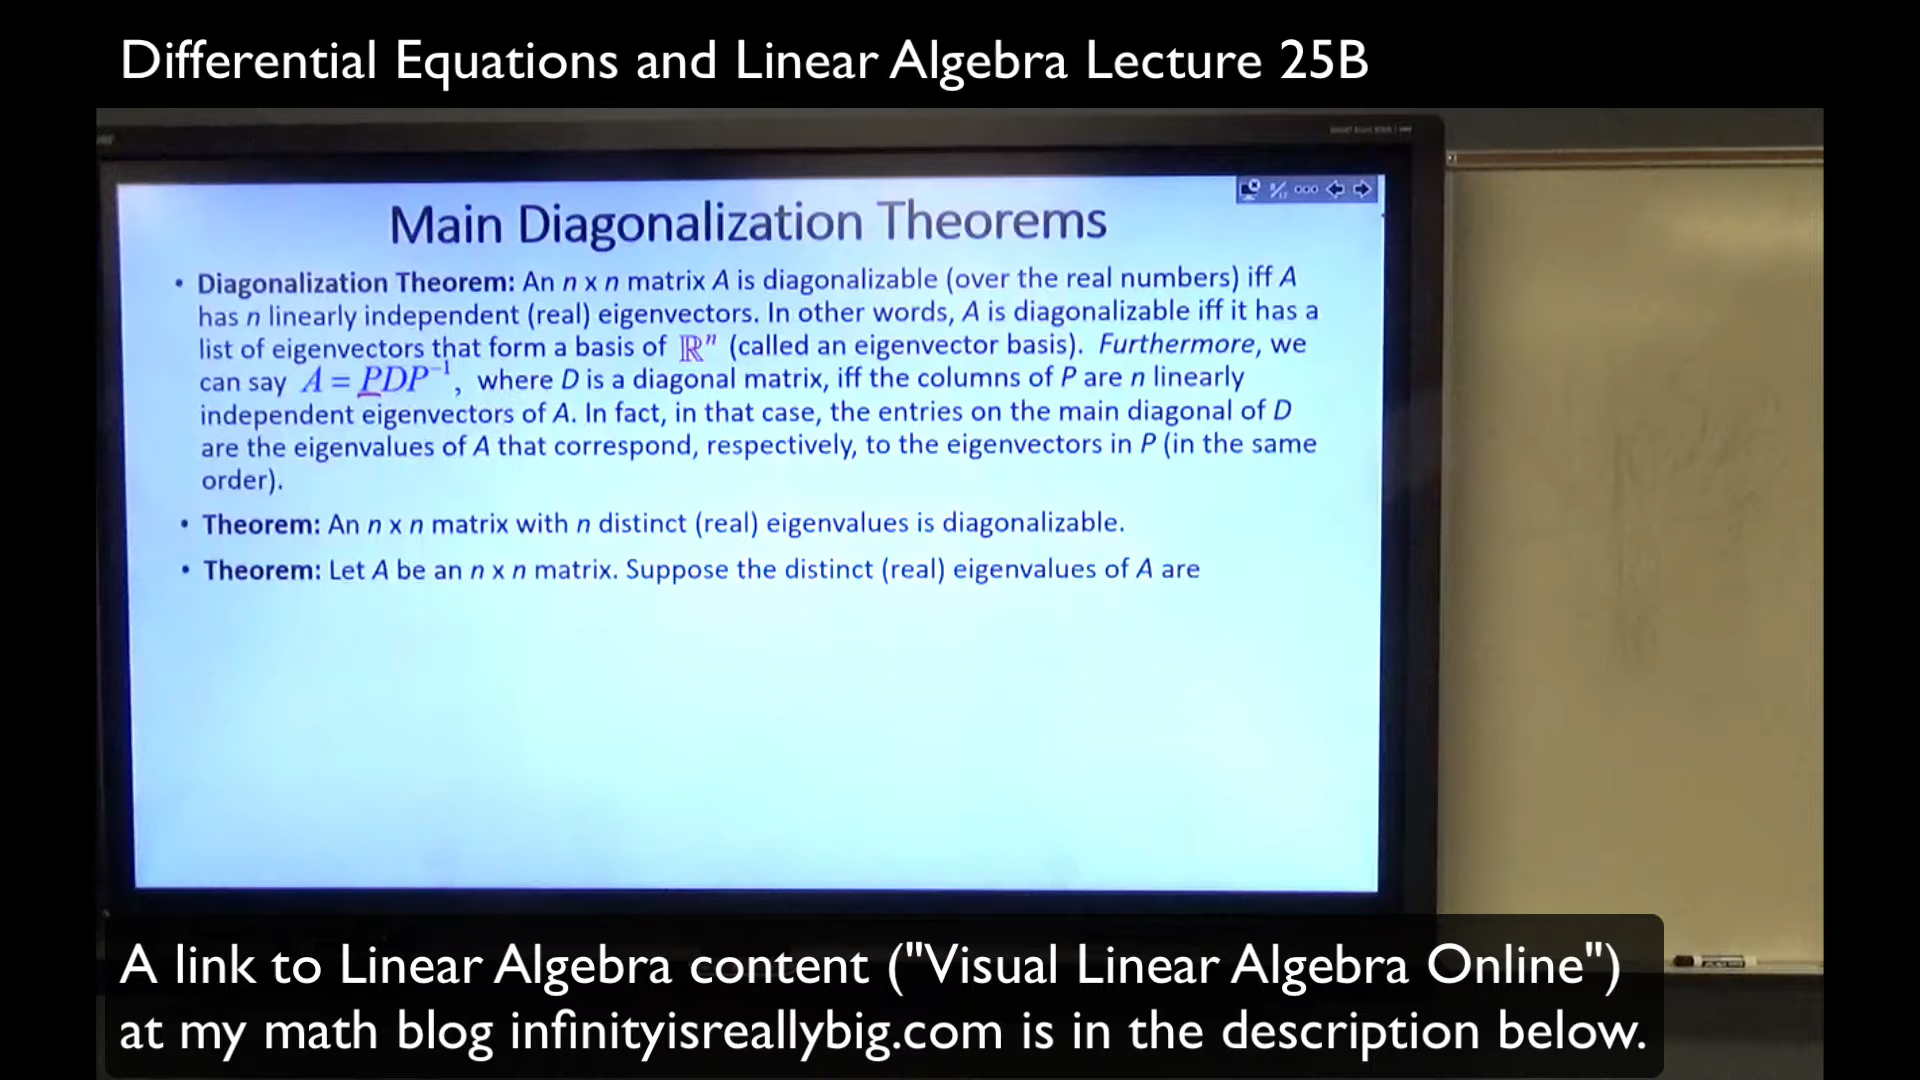 Differential Equations and Linear Algebra Lecture 25B
Main Diagonalization Theorems
• Diagonalization Theorem: An n x n matrix A is diagonalizable (over the real numbers) iff A
has n linearly independent (real) eigenvectors. In other words, A is diagonalizable iff it has a
list of eigenvectors that form a basis of ℝⁿ (called an eigenvector basis). Furthermore, we
can say A = PDP⁻¹, where D is a diagonal matrix, iff the columns of P are n linearly
independent eigenvectors of A. In fact, in that case, the entries on the main diagonal of D
are the eigenvalues of A that correspond, respectively, to the eigenvectors in P (in the same
order).
• Theorem: An n x n matrix with n distinct (real) eigenvalues is diagonalizable.
• Theorem: Let A be an n x n matrix. Suppose the distinct (real) eigenvalues of A are
A link to Linear Algebra content ("Visual Linear Algebra Online")
at my math blog infinityisreallybig.com is in the description below.